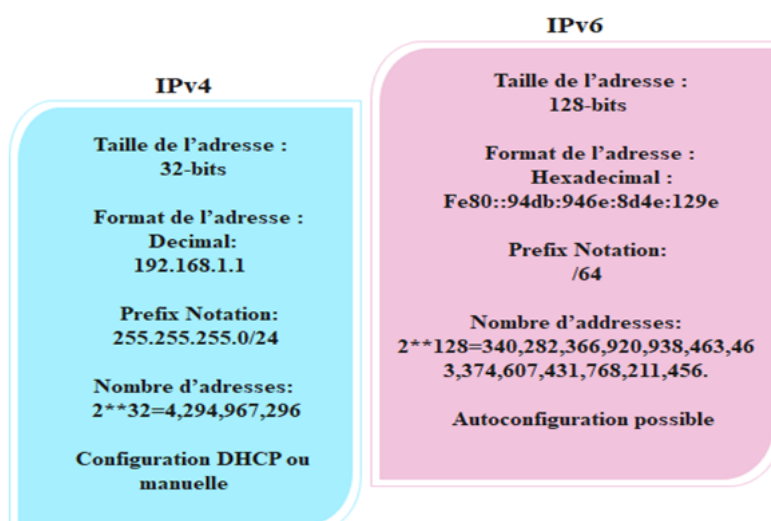 IPv4
Taille de l'adresse :
32-bits
Format de l'adresse :
Decimal:
192.168.1.1
Prefix Notation:
255.255.255.0/24
Nombre d'adresses:
2**32=4,294,967,296
Configuration DHCP ou
manuelle
IPv6
Taille de l'adresse :
128-bits
Format de l'adresse :
Hexadecimal :
Fe80::94db:946e:8d4e:129e
Prefix Notation:
/64
Nombre d'addresses:
2**128=340,282,366,920,938,463,46
3,374,607,431,768,211,456.
Autoconfiguration possible